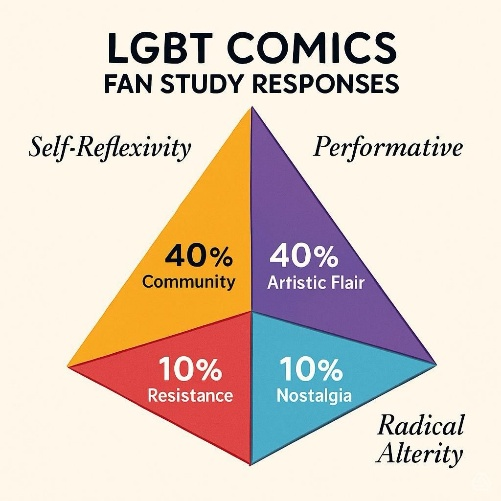 LGBT COMICS
FAN STUDY RESPONSES
Self-Reflexivity
Performative
40%
Community
40%
Artistic Flair
10%
Resistance
10%
Nostalgia
Radical
Alterity